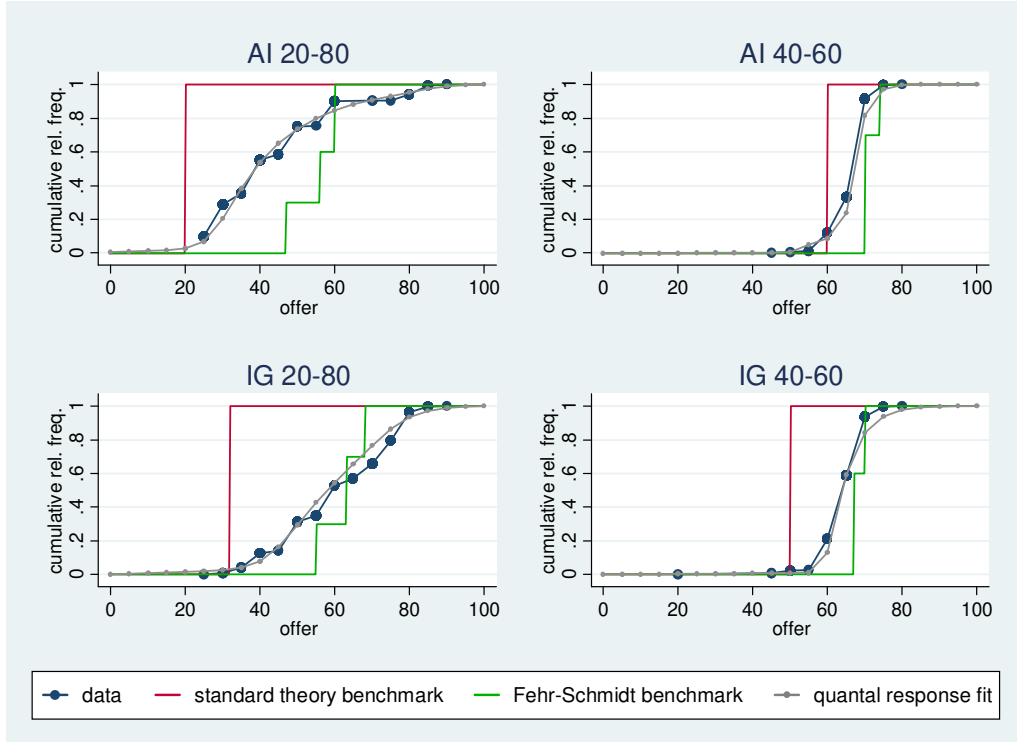 AI 20-80
AI 40-60
cumulative rel. freq.
0 .2 .4 .6 .8 1
0 20 40 60 80 100
offer
cumulative rel. freq.
0 .2 .4 .6 .8 1
0 20 40 60 80 100
offer
IG 20-80
IG 40-60
cumulative rel. freq.
0 .2 .4 .6 .8 1
0 20 40 60 80 100
offer
cumulative rel. freq.
0 .2 .4 .6 .8 1
0 20 40 60 80 100
offer
data standard theory benchmark Fehr-Schmidt benchmark quantal response fit